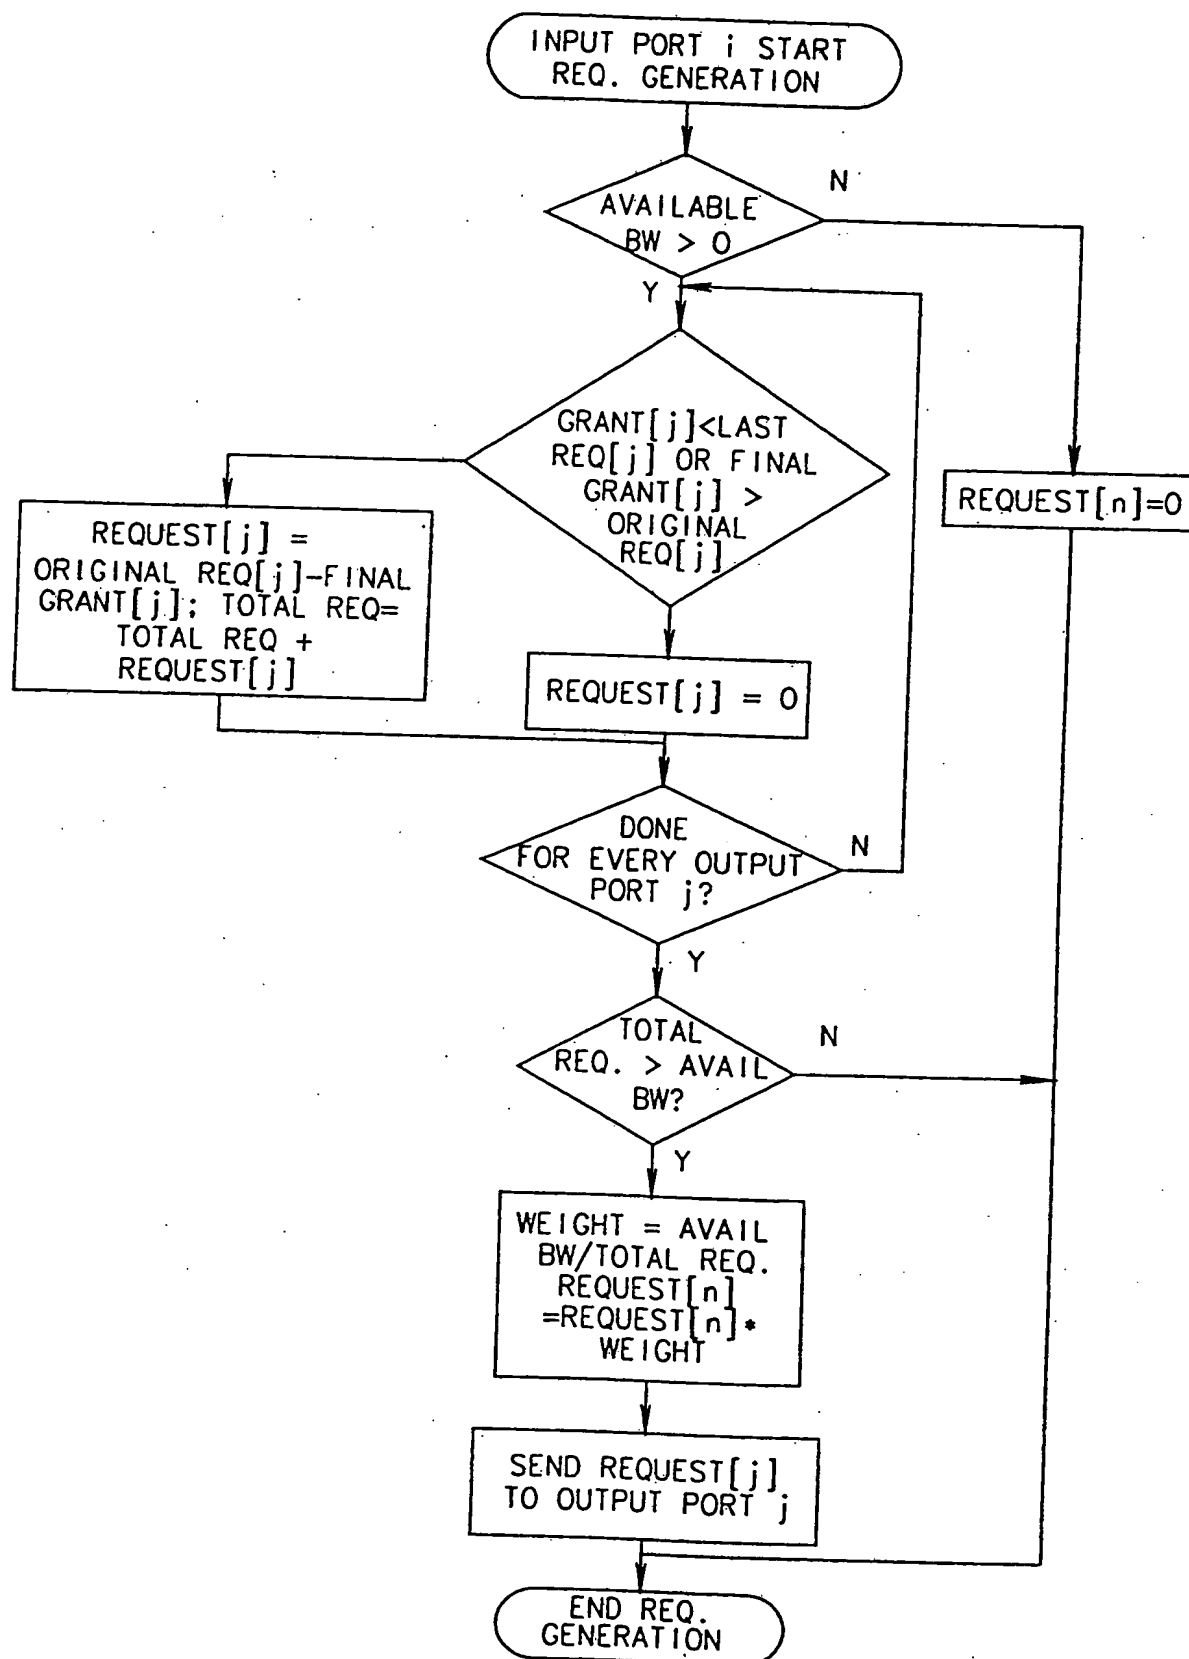 INPUT PORT i START
REQ. GENERATION
N
AVAILABLE
BW > 0
Y
GRANT[j]<LAST
REQ[j] OR FINAL
GRANT[j] >
ORIGINAL
REQ[j]
REQUEST[n]=0
REQUEST[j] =
ORIGINAL REQ[j]-FINAL
GRANT[j]; TOTAL REQ=
TOTAL REQ +
REQUEST[j]
REQUEST[j] = 0
DONE
FOR EVERY OUTPUT
PORT j?
N
Y
TOTAL
REQ. > AVAIL
BW?
N
Y
WEIGHT = AVAIL
BW/TOTAL REQ.
REQUEST[n]
=REQUEST[n]*
WEIGHT
SEND REQUEST[j]
TO OUTPUT PORT j
END REQ.
GENERATION